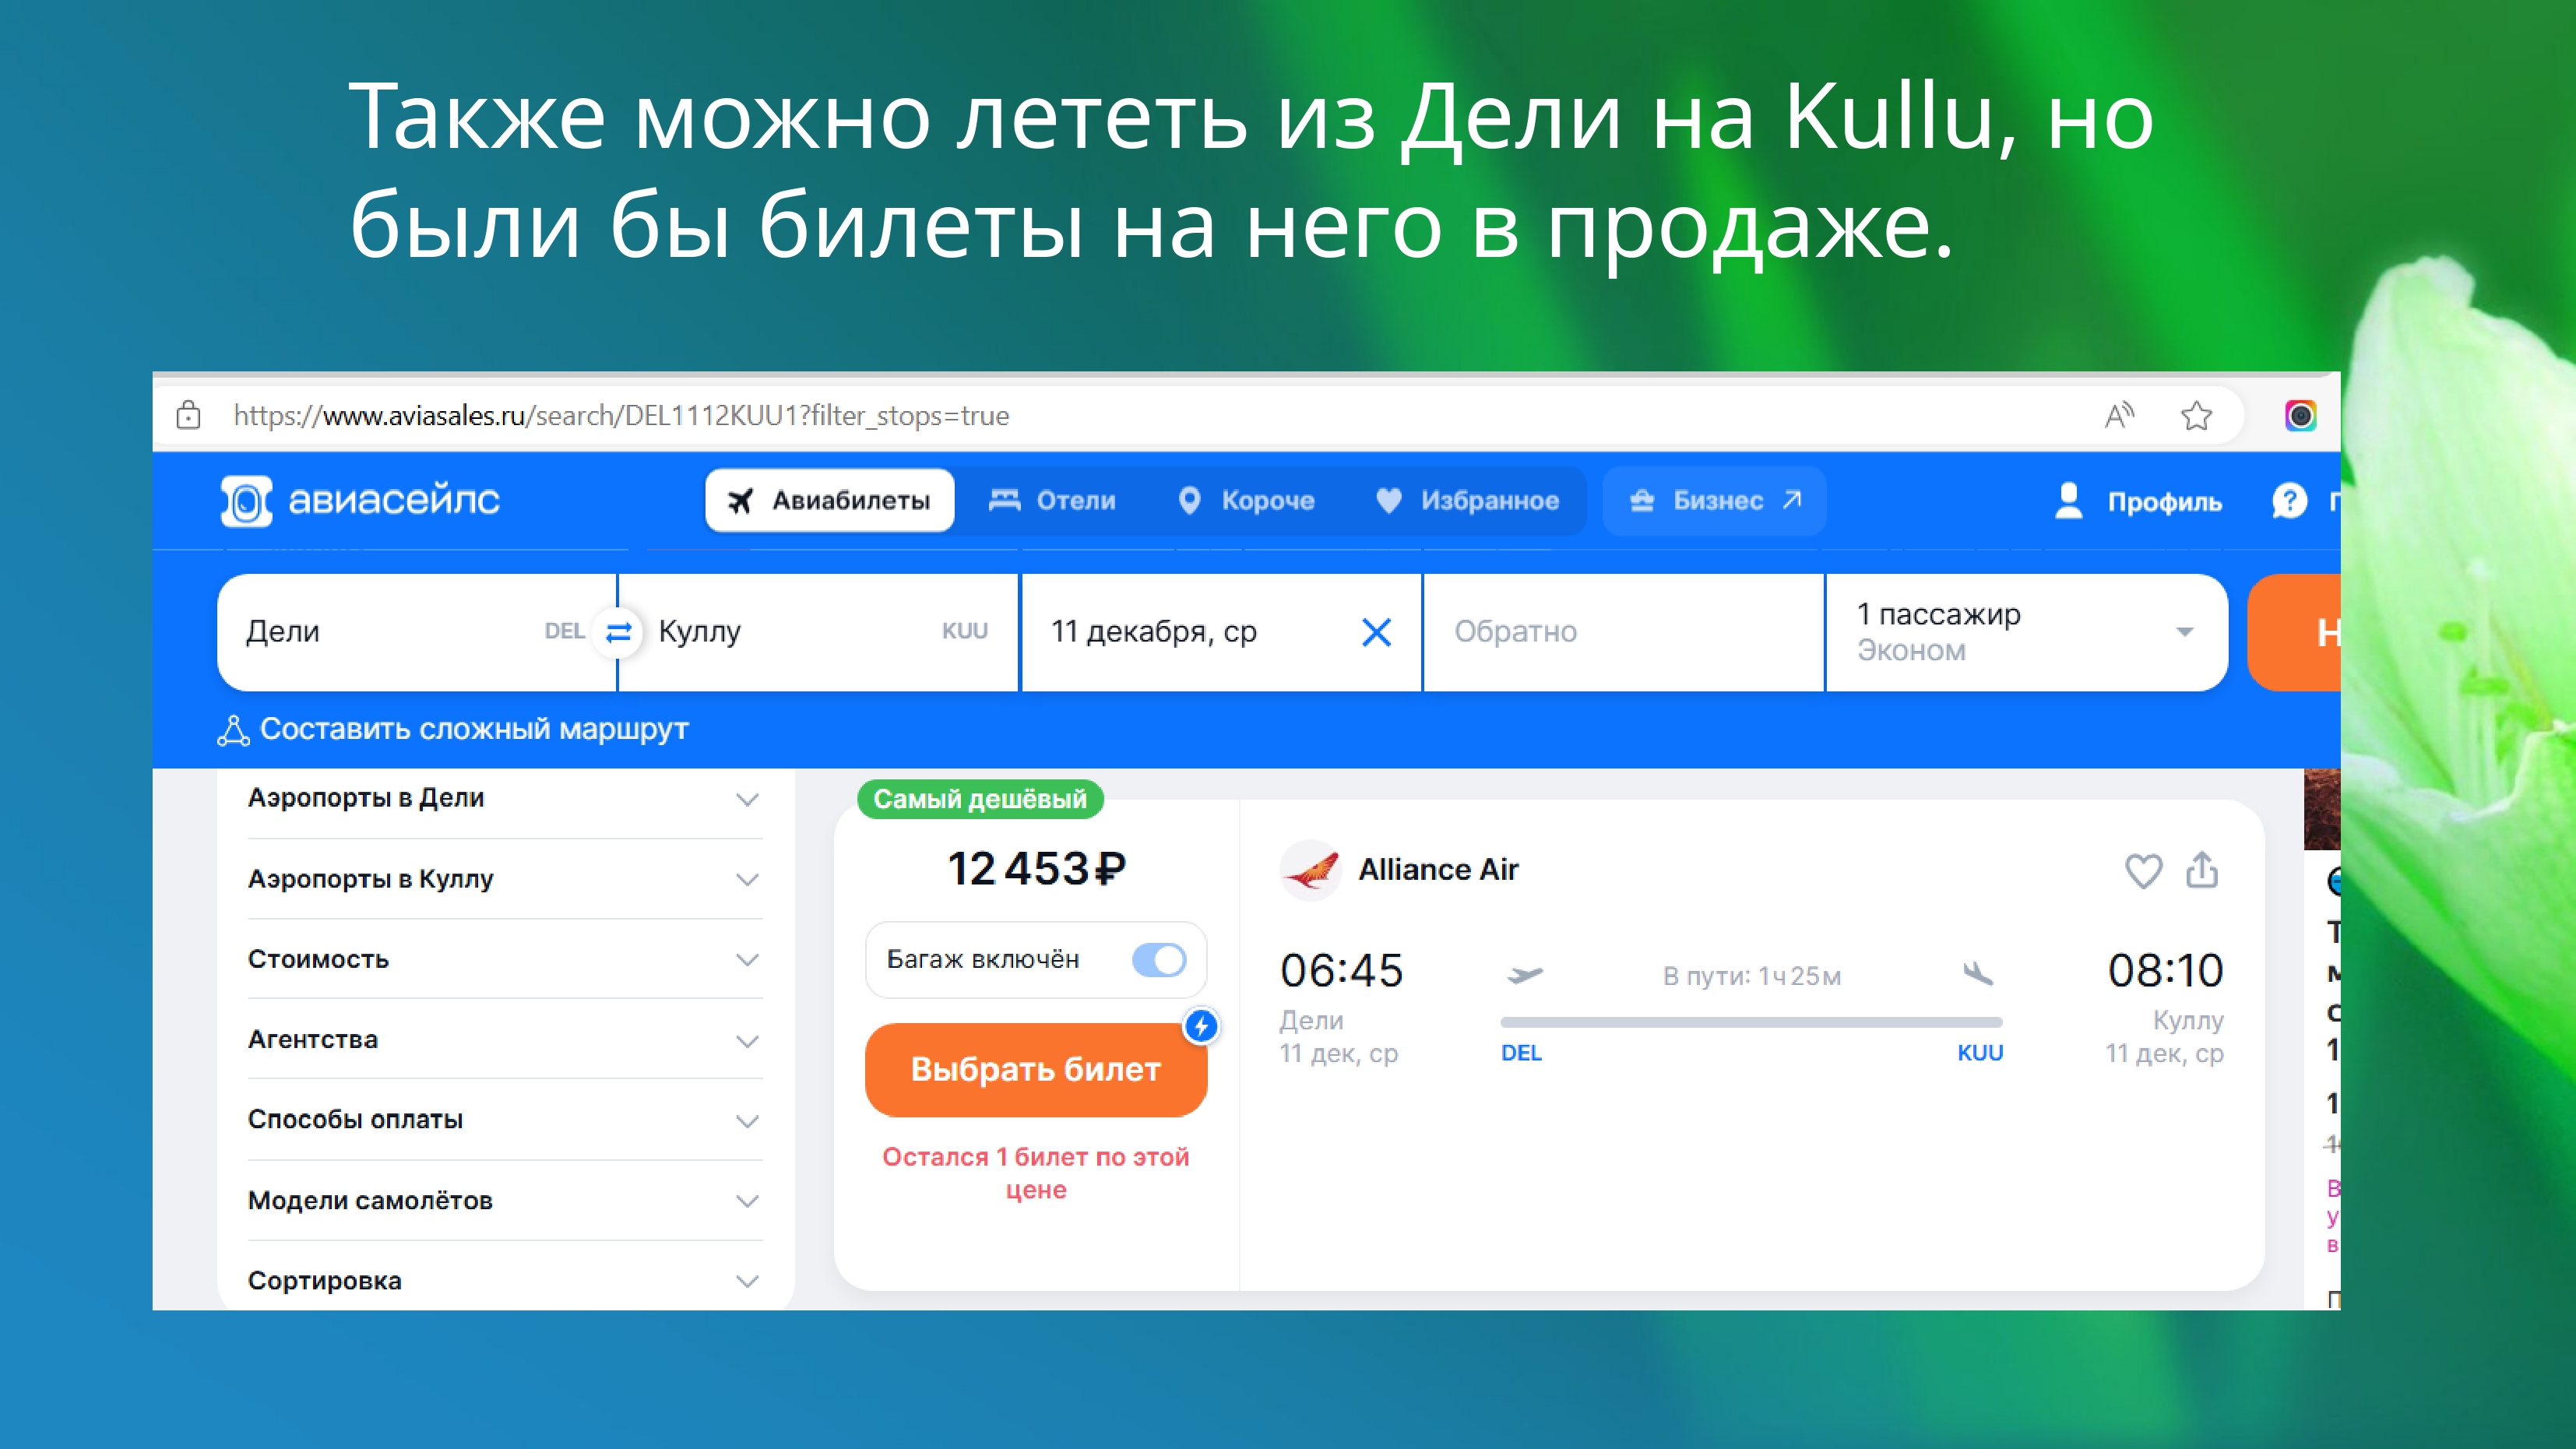 Также можно лететь из Дели на Kullu, но
были бы билеты на него в продаже.
https://www.aviasales.ru/search/DEL1112KUU1?filter_stops=true
авиасейлс
Авиабилеты
Отели
Короче
Избранное
Бизнес
Профиль
Дели DEL
Куллу KUU
11 декабря, ср
Обратно
1 пассажир
Эконом
Составить сложный маршрут
Аэропорты в Дели
Аэропорты в Куллу
Стоимость
Агентства
Способы оплаты
Модели самолётов
Сортировка
Самый дешёвый
12 453 ₽
Багаж включён
Выбрать билет
Остался 1 билет по этой
цене
Alliance Air
06:45 В пути: 1 ч 25 м 08:10
Дели Куллу
11 дек, ср DEL KUU 11 дек, ср